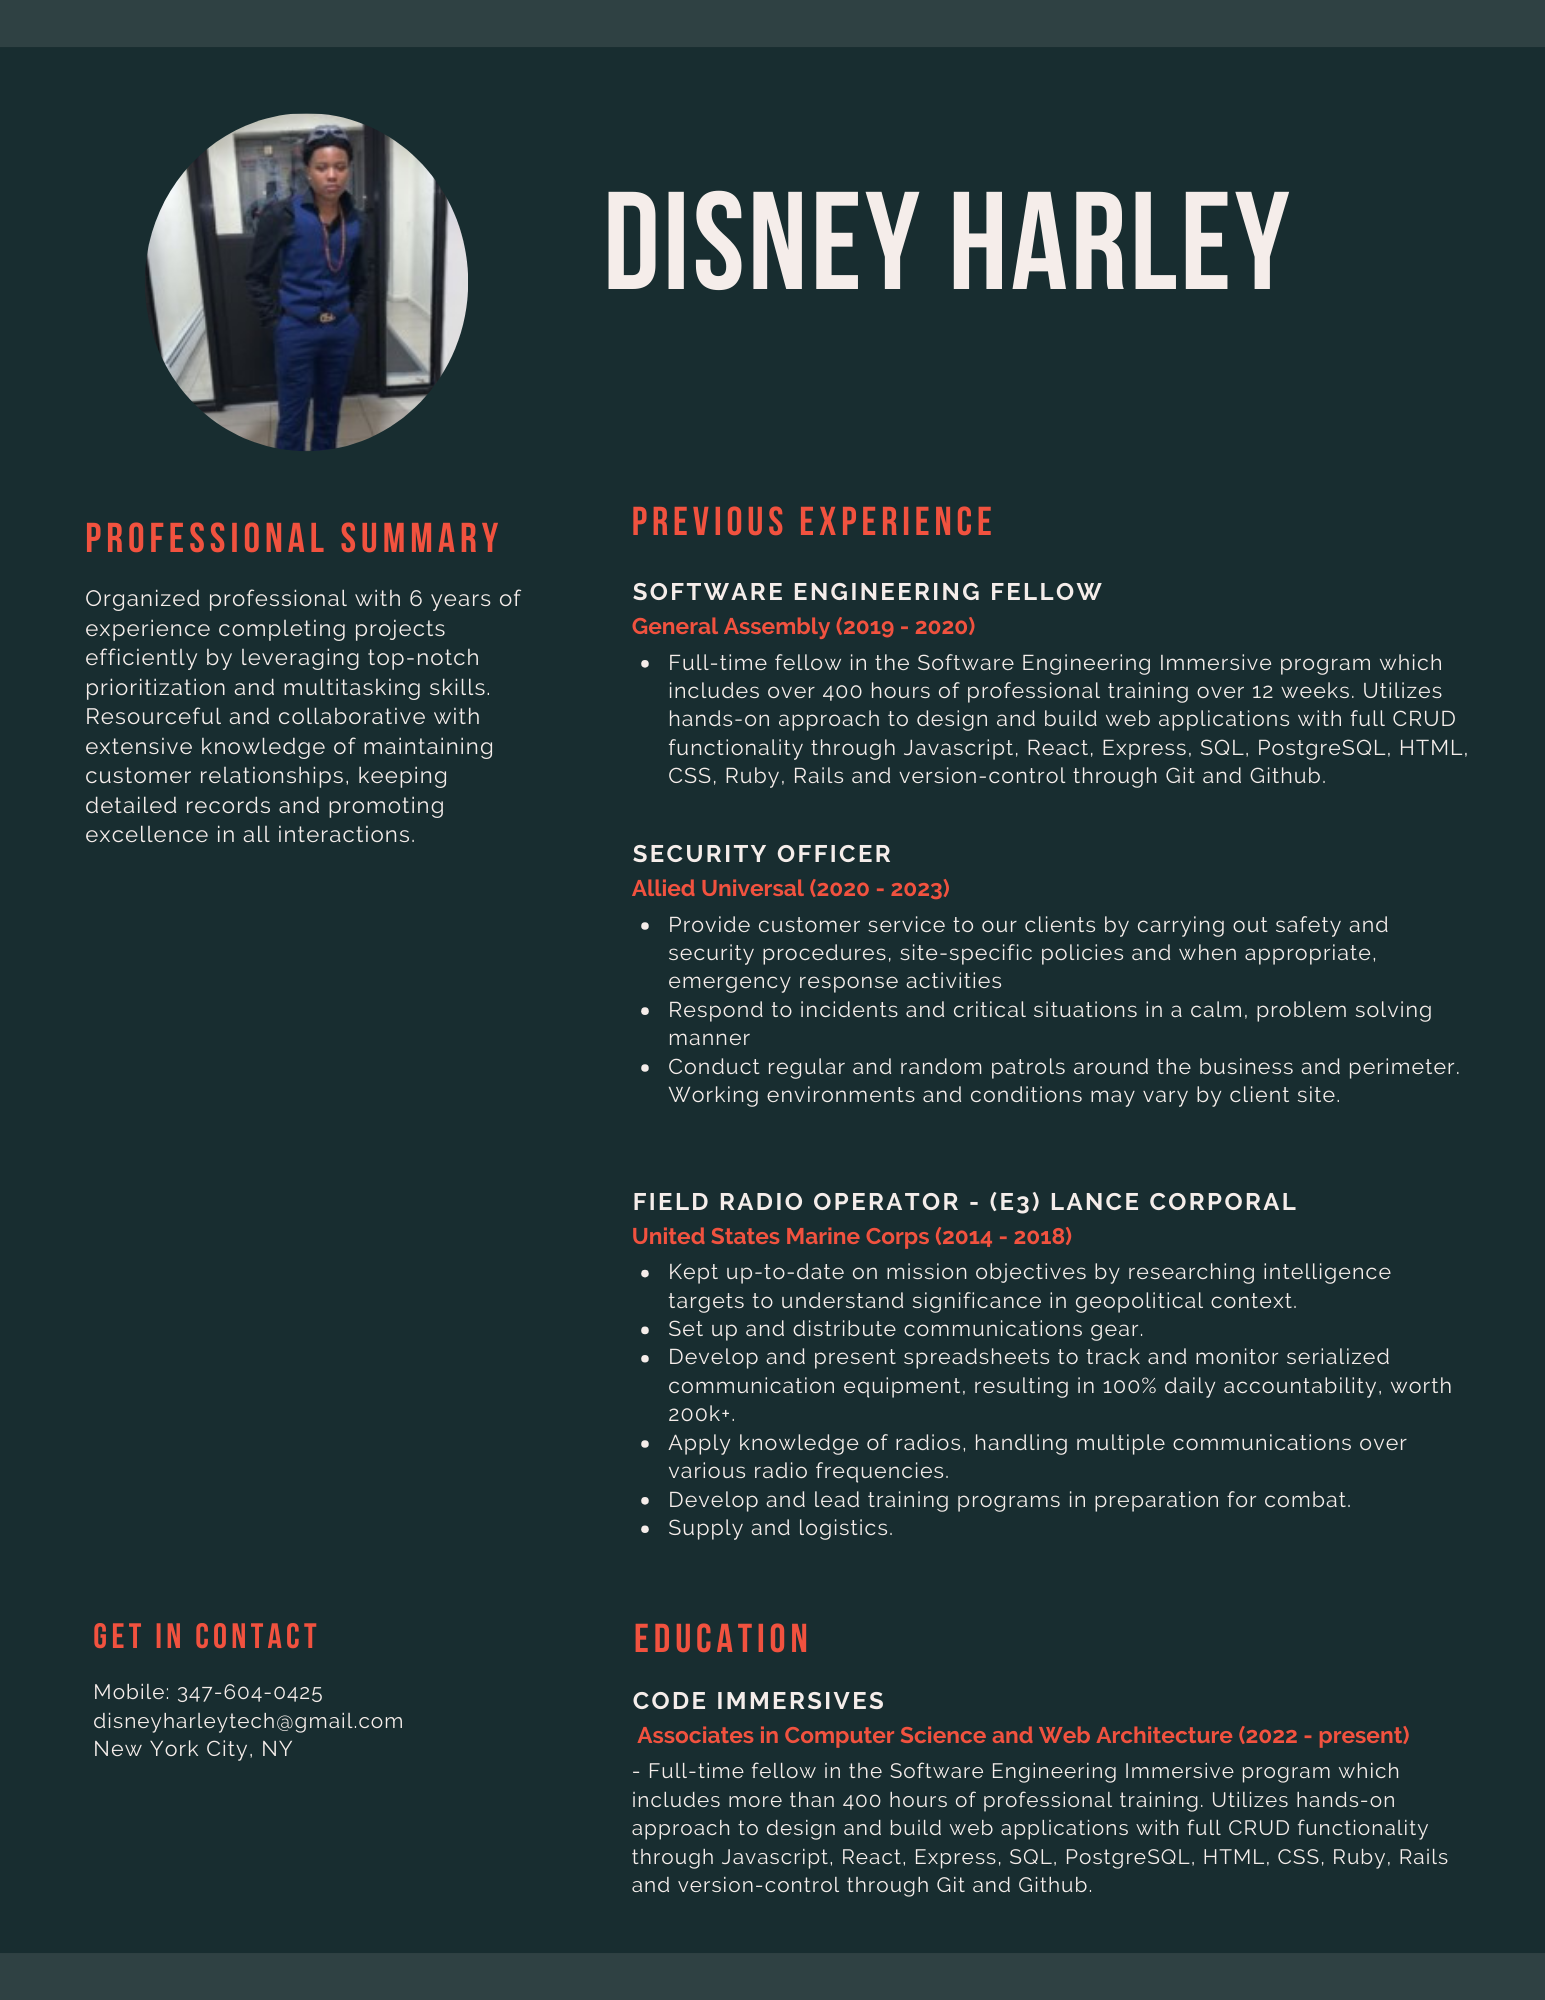 DISNEY HARLEY
PROFESSIONAL SUMMARY
Organized professional with 6 years of
experience completing projects
efficiently by leveraging top-notch
prioritization and multitasking skills.
Resourceful and collaborative with
extensive knowledge of maintaining
customer relationships, keeping
detailed records and promoting
excellence in all interactions.
PREVIOUS EXPERIENCE
SOFTWARE ENGINEERING FELLOW
General Assembly (2019 - 2020)
• Full-time fellow in the Software Engineering Immersive program which
includes over 400 hours of professional training over 12 weeks. Utilizes
hands-on approach to design and build web applications with full CRUD
functionality through Javascript, React, Express, SQL, PostgreSQL, HTML,
CSS, Ruby, Rails and version-control through Git and Github.
SECURITY OFFICER
Allied Universal (2020 - 2023)
• Provide customer service to our clients by carrying out safety and
security procedures, site-specific policies and when appropriate,
emergency response activities
• Respond to incidents and critical situations in a calm, problem solving
manner
• Conduct regular and random patrols around the business and perimeter.
Working environments and conditions may vary by client site.
FIELD RADIO OPERATOR - (E3) LANCE CORPORAL
United States Marine Corps (2014 - 2018)
• Kept up-to-date on mission objectives by researching intelligence
targets to understand significance in geopolitical context.
• Set up and distribute communications gear.
• Develop and present spreadsheets to track and monitor serialized
communication equipment, resulting in 100% daily accountability, worth
200k+.
• Apply knowledge of radios, handling multiple communications over
various radio frequencies.
• Develop and lead training programs in preparation for combat.
• Supply and logistics.
GET IN CONTACT
Mobile: 347-604-0425
disneyharleytech@gmail.com
New York City, NY
EDUCATION
CODE IMMERSIVES
Associates in Computer Science and Web Architecture (2022 - present)
- Full-time fellow in the Software Engineering Immersive program which
includes more than 400 hours of professional training. Utilizes hands-on
approach to design and build web applications with full CRUD functionality
through Javascript, React, Express, SQL, PostgreSQL, HTML, CSS, Ruby, Rails
and version-control through Git and Github.